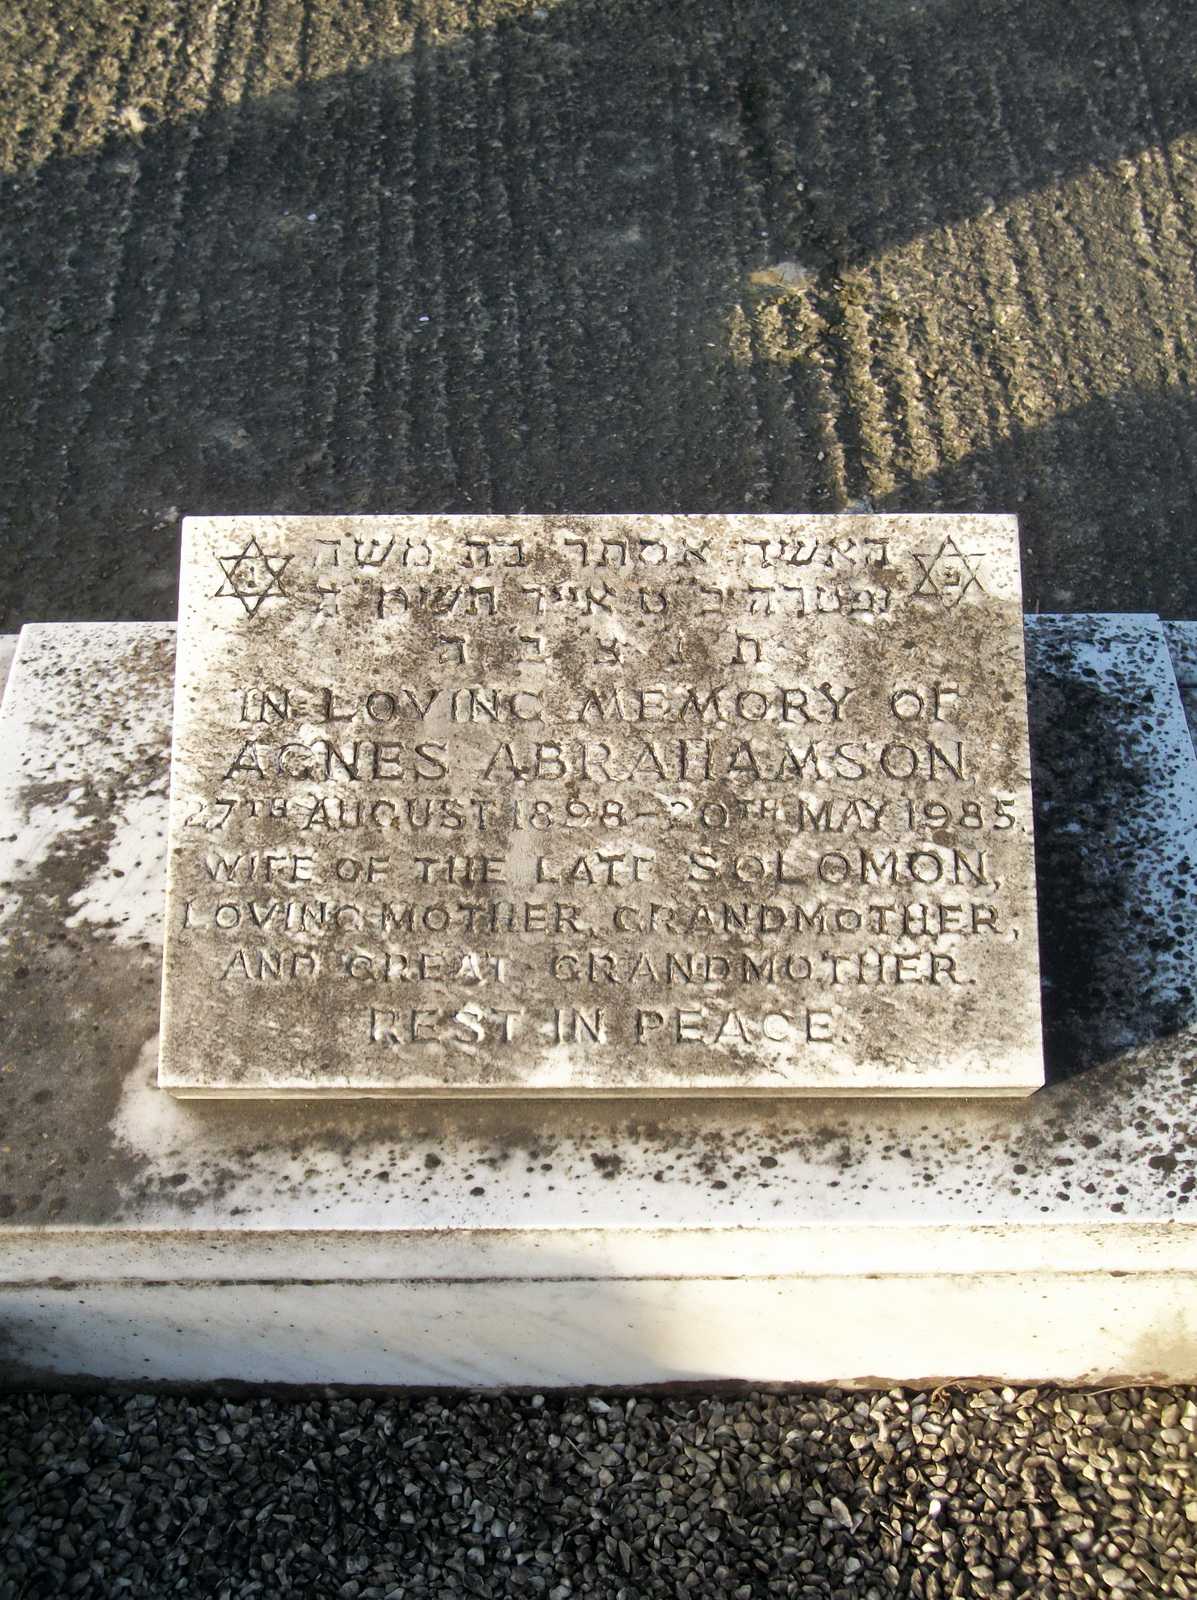 פ האשה אסתר בת משה נ
נפטרה כ"ט אייר תשמ"ה
ת נ צ ב ה
IN LOVING MEMORY OF
AGNES ABRAHAMSON,
27TH AUGUST 1898 - 20TH MAY 1985.
WIFE OF THE LATE SOLOMON,
LOVING MOTHER, GRANDMOTHER,
AND GREAT GRANDMOTHER.
REST IN PEACE.